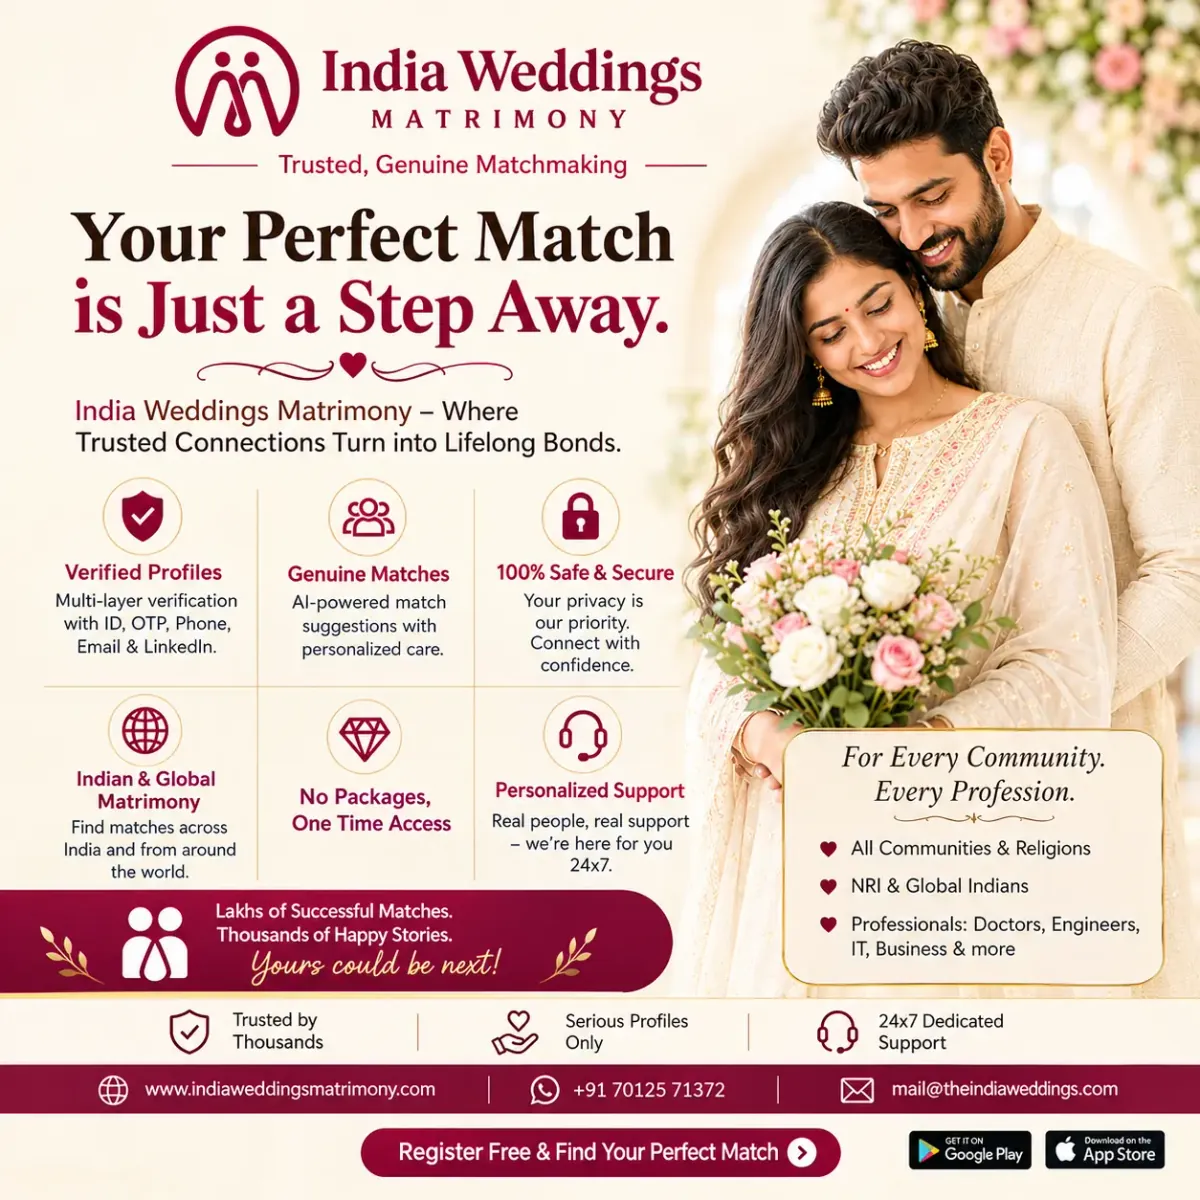 India Weddings
MATRIMONY
Trusted, Genuine Matchmaking
Your Perfect Match
is Just a Step Away.
India Weddings Matrimony – Where
Trusted Connections Turn into Lifelong Bonds.
Verified Profiles
Multi-layer verification
with ID, OTP, Phone,
Email & LinkedIn.
Genuine Matches
AI-powered match
suggestions with
personalized care.
100% Safe & Secure
Your privacy is
our priority.
Connect with
confidence.
Indian & Global
Matrimony
Find matches across
India and from around
the world.
No Packages,
One Time Access
Personalized Support
Real people, real support
– we're here for you
24x7.
For Every Community.
Every Profession.
All Communities & Religions
NRI & Global Indians
Professionals: Doctors, Engineers,
IT, Business & more
Lakhs of Successful Matches.
Thousands of Happy Stories.
Yours could be next!
Trusted by
Thousands
Serious Profiles
Only
24x7 Dedicated
Support
www.indiaweddingsmatrimony.com
+91 70125 71372
mail@theindiaweddings.com
Register Free & Find Your Perfect Match
GET IT ON
Google Play
Download on the
App Store